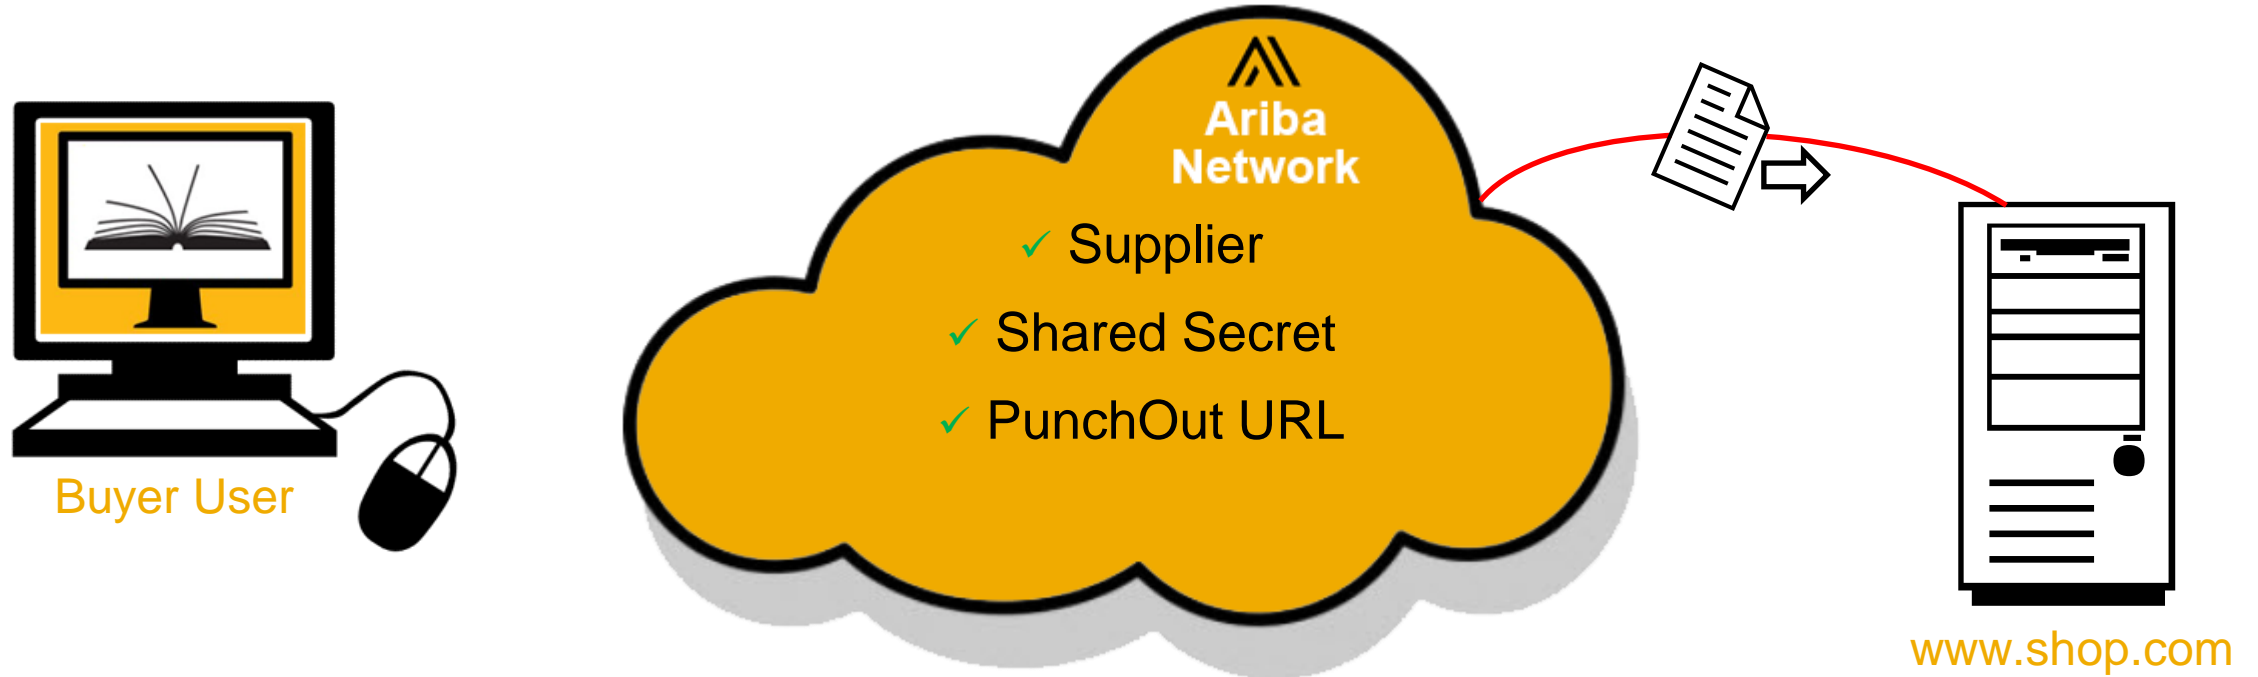 Ariba
Network
✓ Supplier
✓ Shared Secret
✓ PunchOut URL
Buyer User
www.shop.com